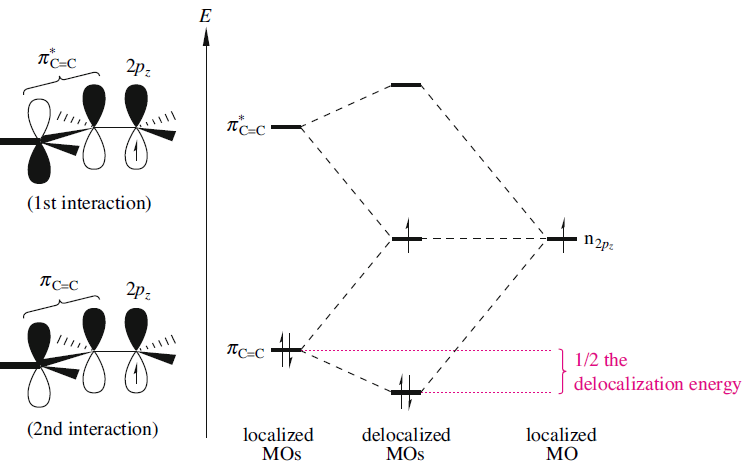 E
π*C=C
2pz
(1st interaction)
π*C=C
n2pz
πC=C
2pz
(2nd interaction)
πC=C
1/2 the
delocalization energy
localized
MOs
delocalized
MOs
localized
MO